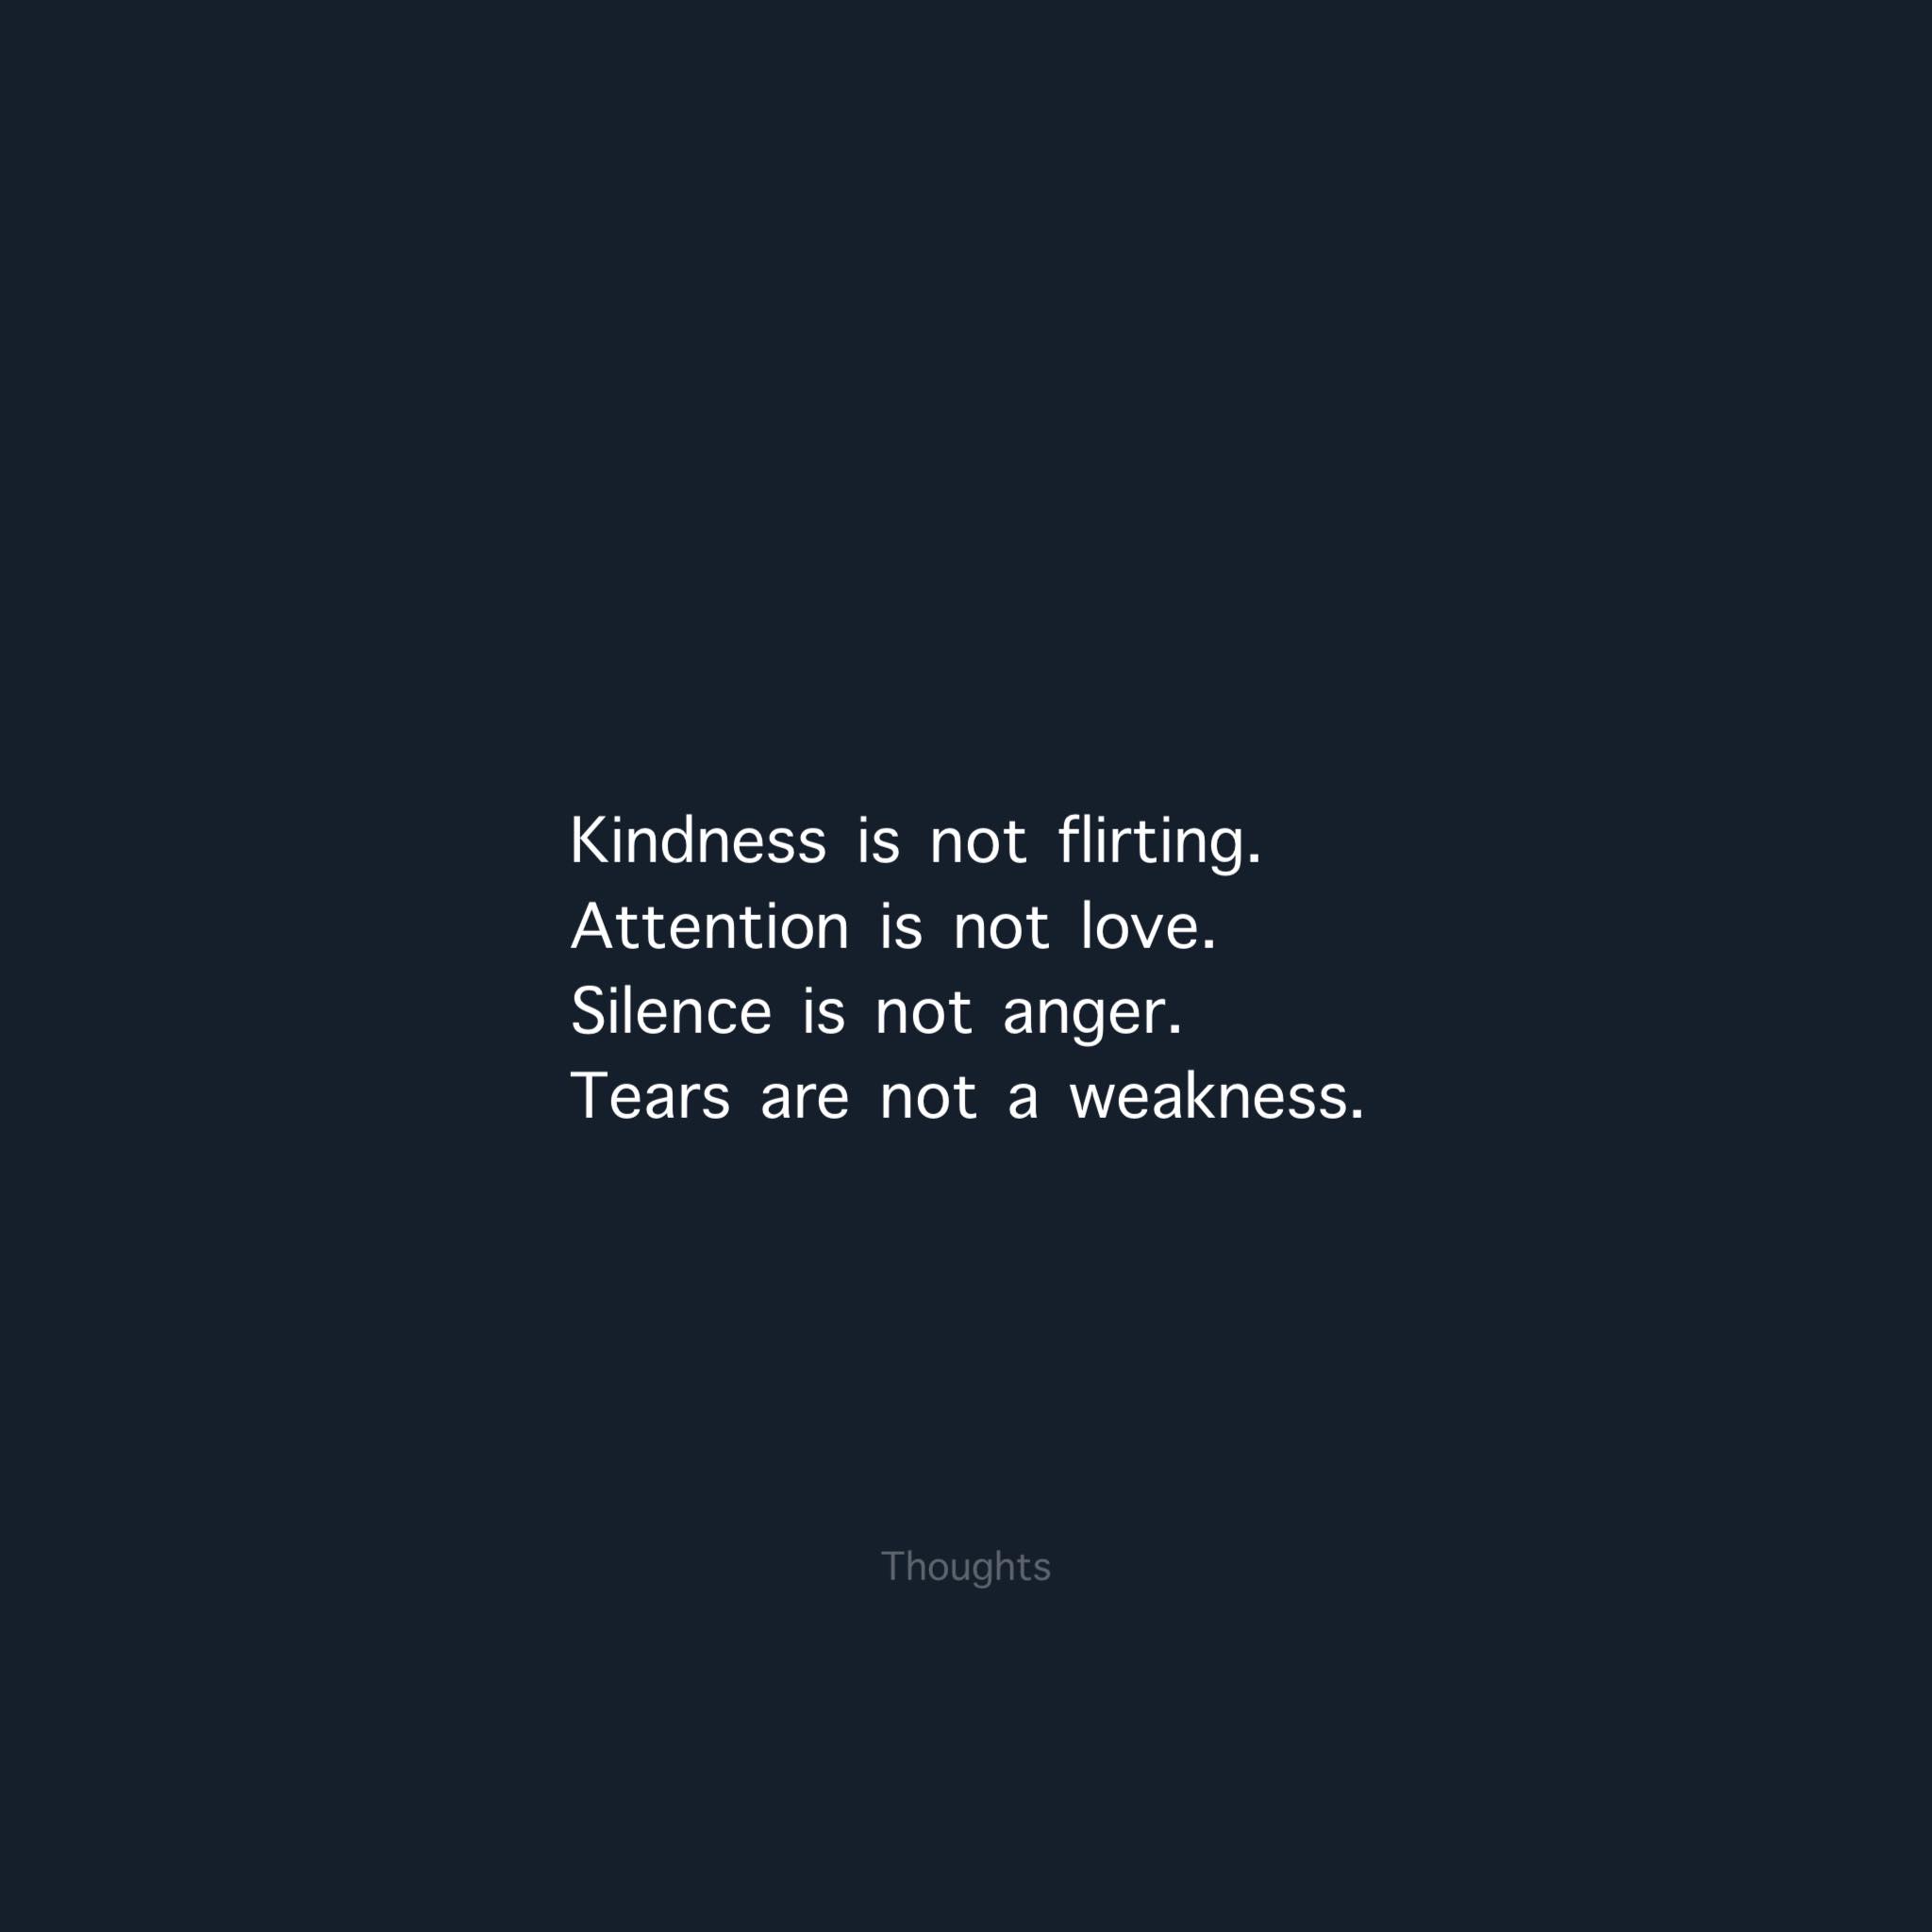 Kindness is not flirting.
Attention is not love.
Silence is not anger.
Tears are not a weakness.
Thoughts